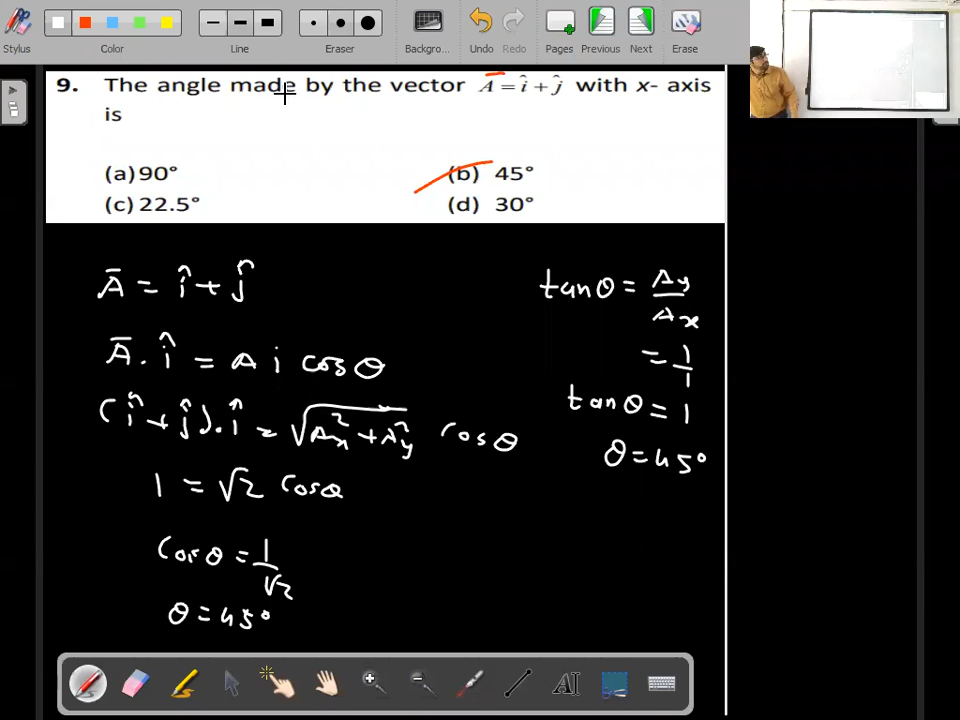 Stylus
Color
Line
Eraser
Backgro...
Undo
Redo
Pages
Previous
Next
Erase
9. The angle made by the vector A⃗ = î + ĵ with x- axis
is
(a) 90° (b) 45°
(c) 22.5° (d) 30°
Ā = î + ĵ
Ā . î = A i cos θ
(î + ĵ) . î = √(Ax² + Ay²) cos θ
1 = √2 cos θ
cos θ = 1/√2
θ = 45°
tan θ = Ay/Ax
= 1/1
tan θ = 1
θ = 45°
AI